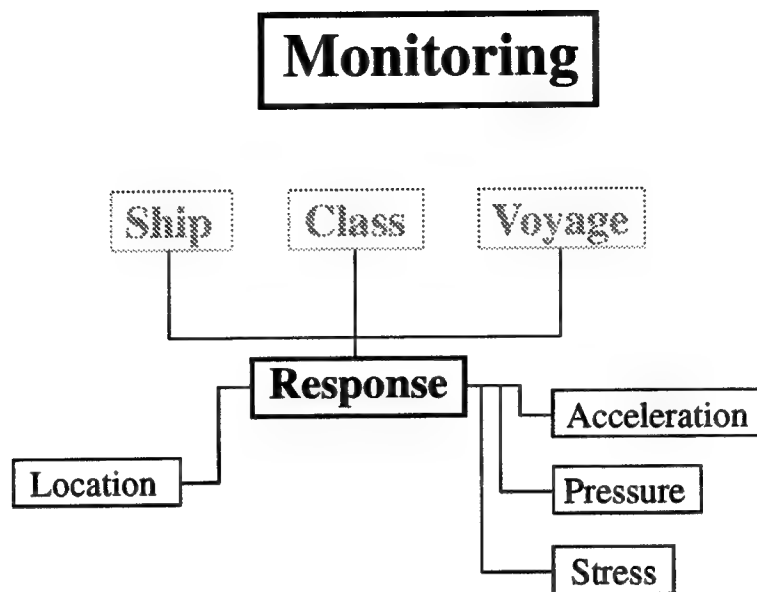 Monitoring
Ship
Class
Voyage
Response
Acceleration
Location
Pressure
Stress